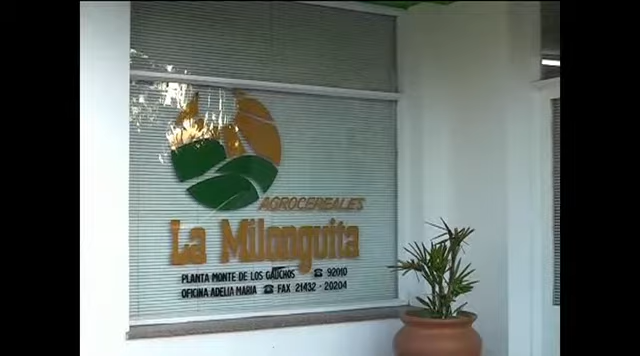 AGROCEREALES
La Milonguita
PLANTA MONTE DE LOS GAUCHOS ☎ 92010
OFICINA ADELIA MARIA ☎ FAX 21432 - 20204